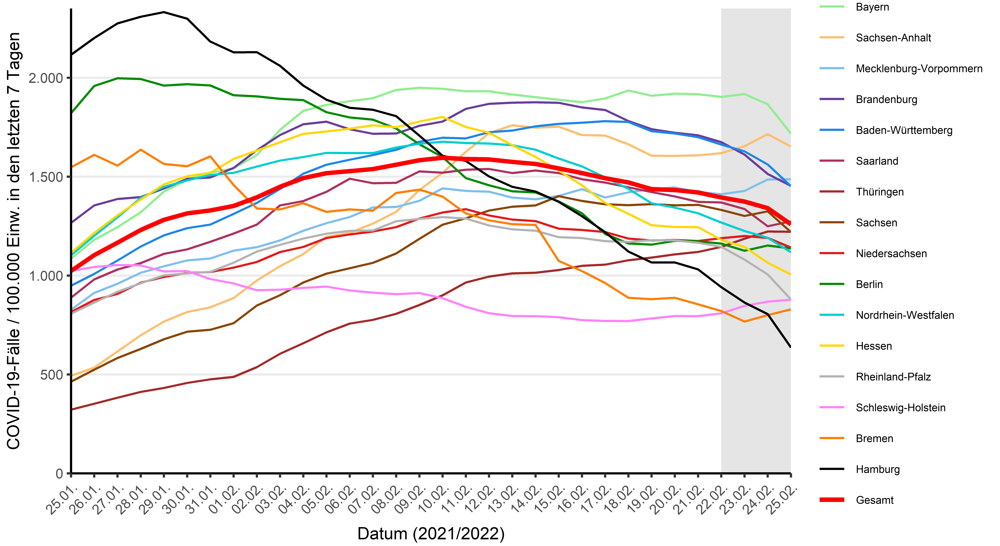 COVID-19-Fälle / 100.000 Einw. in den letzten 7 Tagen
2.000
1.500
1.000
500
0
25.01.
26.01.
27.01.
28.01.
29.01.
30.01.
31.01.
01.02.
02.02.
03.02.
04.02.
05.02.
06.02.
07.02.
08.02.
09.02.
10.02.
11.02.
12.02.
13.02.
14.02.
15.02.
16.02.
17.02.
18.02.
19.02.
20.02.
21.02.
22.02.
23.02.
24.02.
25.02.
Datum (2021/2022)
Bayern
Sachsen-Anhalt
Mecklenburg-Vorpommern
Brandenburg
Baden-Württemberg
Saarland
Thüringen
Sachsen
Niedersachsen
Berlin
Nordrhein-Westfalen
Hessen
Rheinland-Pfalz
Schleswig-Holstein
Bremen
Hamburg
Gesamt